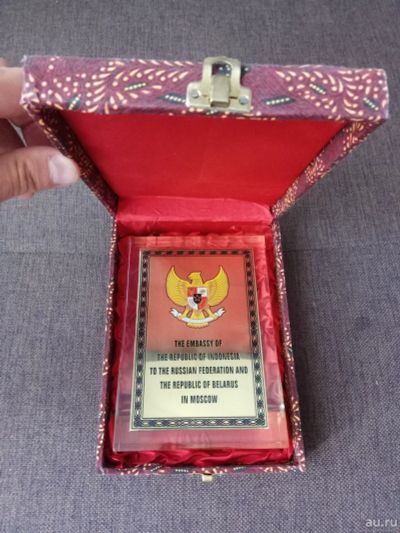 THE EMBASSY OF
THE REPUBLIC OF INDONESIA
TO THE RUSSIAN FEDERATION AND
THE REPUBLIC OF BELARUS
IN MOSCOW
au.ru